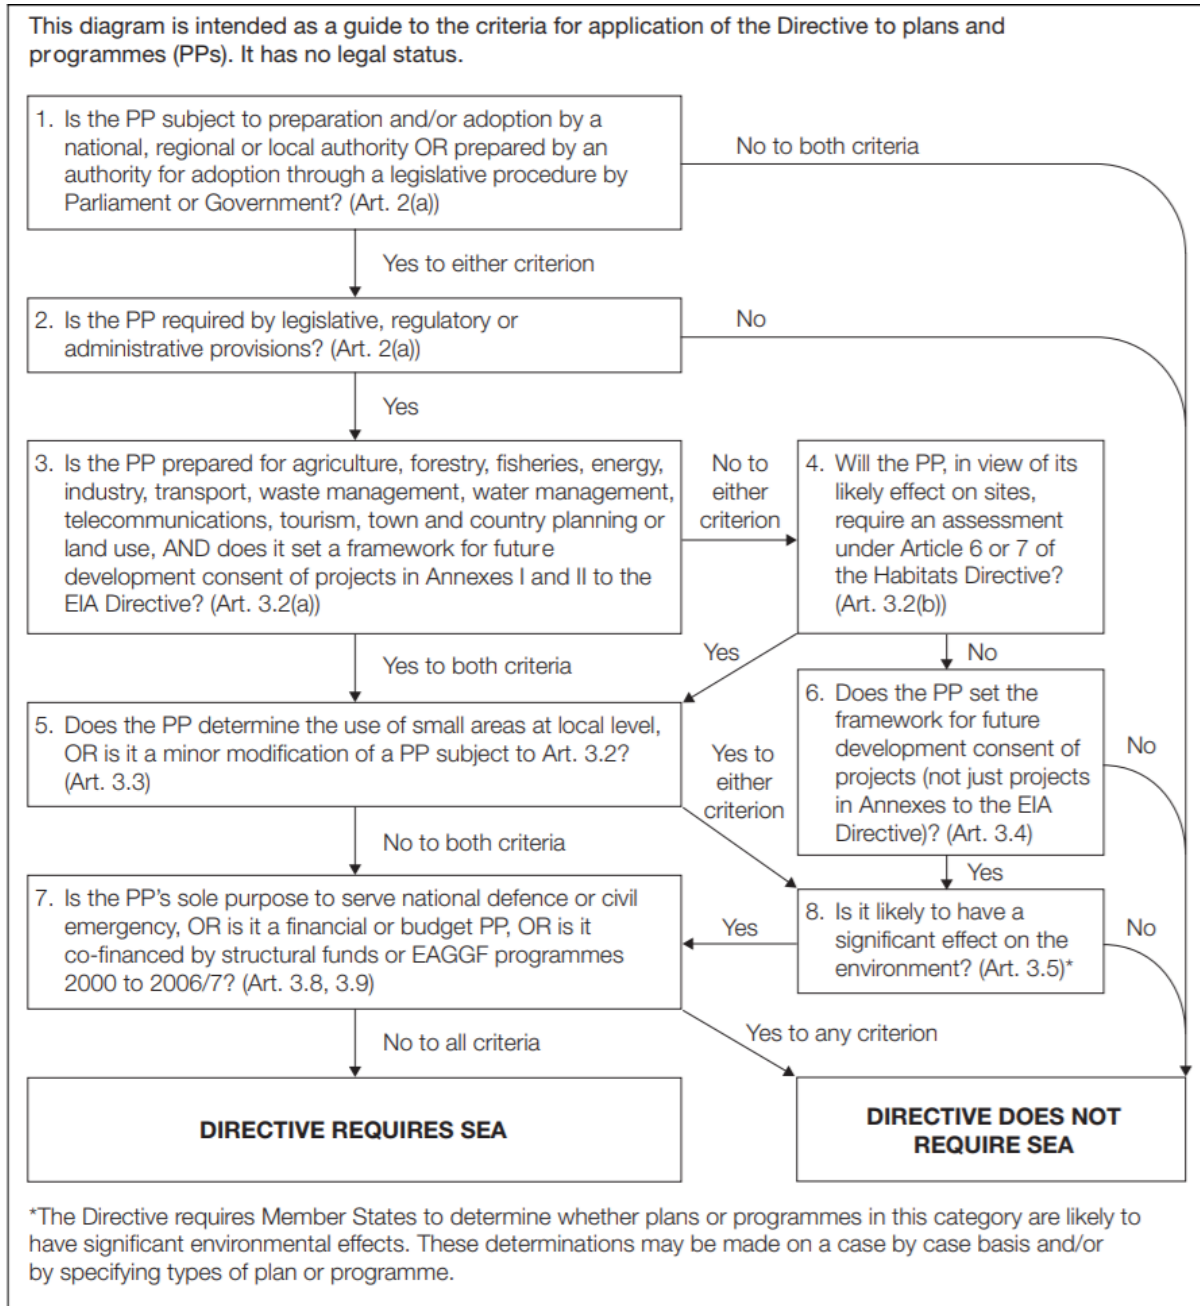 This diagram is intended as a guide to the criteria for application of the Directive to plans and
programmes (PPs). It has no legal status.
1. Is the PP subject to preparation and/or adoption by a
national, regional or local authority OR prepared by an
authority for adoption through a legislative procedure by
Parliament or Government? (Art. 2(a))
No to both criteria
Yes to either criterion
2. Is the PP required by legislative, regulatory or
administrative provisions? (Art. 2(a))
No
Yes
3. Is the PP prepared for agriculture, forestry, fisheries, energy,
industry, transport, waste management, water management,
telecommunications, tourism, town and country planning or
land use, AND does it set a framework for future
development consent of projects in Annexes I and II to the
EIA Directive? (Art. 3.2(a))
No to
either
criterion
4. Will the PP, in view of its
likely effect on sites,
require an assessment
under Article 6 or 7 of
the Habitats Directive?
(Art. 3.2(b))
Yes to both criteria
Yes
No
5. Does the PP determine the use of small areas at local level,
OR is it a minor modification of a PP subject to Art. 3.2?
(Art. 3.3)
Yes to
either
criterion
6. Does the PP set the
framework for future
development consent of
projects (not just projects
in Annexes to the EIA
Directive)? (Art. 3.4)
No
No to both criteria
Yes
7. Is the PP's sole purpose to serve national defence or civil
emergency, OR is it a financial or budget PP, OR is it
co-financed by structural funds or EAGGF programmes
2000 to 2006/7? (Art. 3.8, 3.9)
Yes
8. Is it likely to have a
significant effect on the
environment? (Art. 3.5)*
No
No to all criteria
Yes to any criterion
DIRECTIVE REQUIRES SEA
DIRECTIVE DOES NOT
REQUIRE SEA
*The Directive requires Member States to determine whether plans or programmes in this category are likely to
have significant environmental effects. These determinations may be made on a case by case basis and/or
by specifying types of plan or programme.